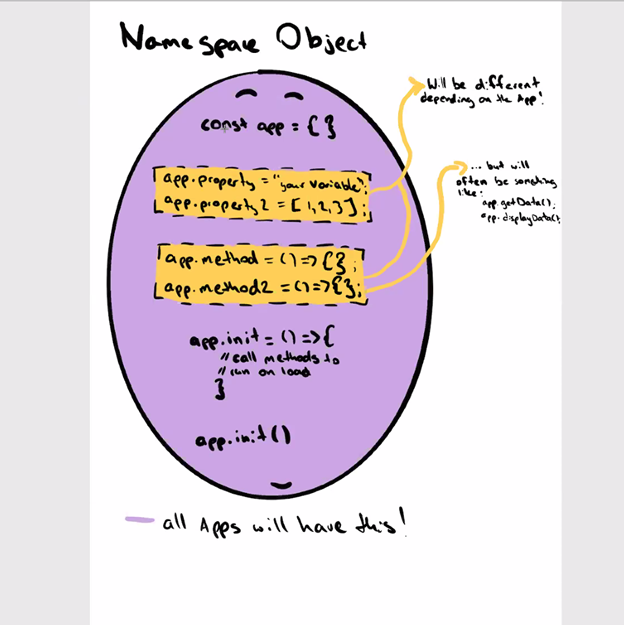 Namespace Object
Will be different
depending on the App!
const app = { }
... but will
often be something
like:
app.getData();
app.displayData();
app.property = "your variable";
app.property2 = [1,2,3];
app.method = () => {};
app.method2 = () => {};
app.init = () => {
// call methods to
// run on load
}
app.init()
all Apps will have this!